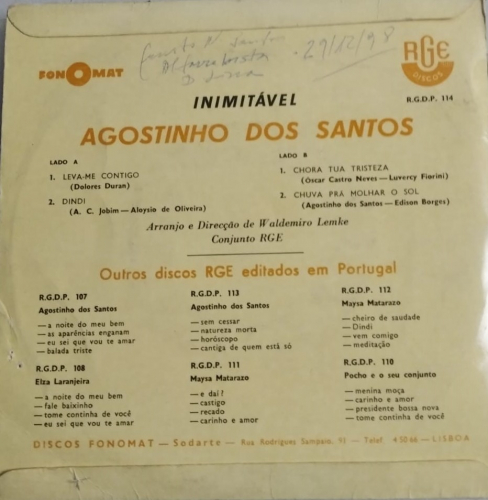 29/12/98
FONOMAT
RGE
DISCOS
INIMITÁVEL
R.G.D.P. 114
AGOSTINHO DOS SANTOS
LADO A
1. LEVA-ME CONTIGO
(Dolores Duran)
2. DINDI
(A. C. Jobim — Aloysio de Oliveira)
LADO B
1. CHORA TUA TRISTEZA
(Óscar Castro Neves — Luvercy Fiorini)
2. CHUVA PRÁ MOLHAR O SOL
(Agostinho dos Santos — Edison Borges)
Arranjo e Direcção de Waldemiro Lemke
Conjunto RGE
Outros discos RGE editados em Portugal
R.G.D.P. 107
Agostinho dos Santos
— a noite do meu bem
— as aparências enganam
— eu sei que vou te amar
— balada triste
R.G.D.P. 113
Agostinho dos Santos
— sem cessar
— natureza morta
— horóscopo
— cantiga de quem está só
R.G.D.P. 112
Maysa Matarazo
— cheiro de saudade
— Dindi
— vem comigo
— meditação
R.G.D.P. 108
Elza Laranjeira
— a noite do meu bem
— fale baixinho
— tome continha de você
— eu sei que vou te amar
R.G.D.P. 111
Maysa Matarazo
— e daí?
— castigo
— recado
— carinho e amor
R.G.D.P. 110
Pocho e o seu conjunto
— menina moça
— carinho e amor
— presidente bossa nova
— tome continha de você
DISCOS FONOMAT — Sodarte — Rua Rodrigues Sampaio, 91 — Telef. 45066 — LISBOA